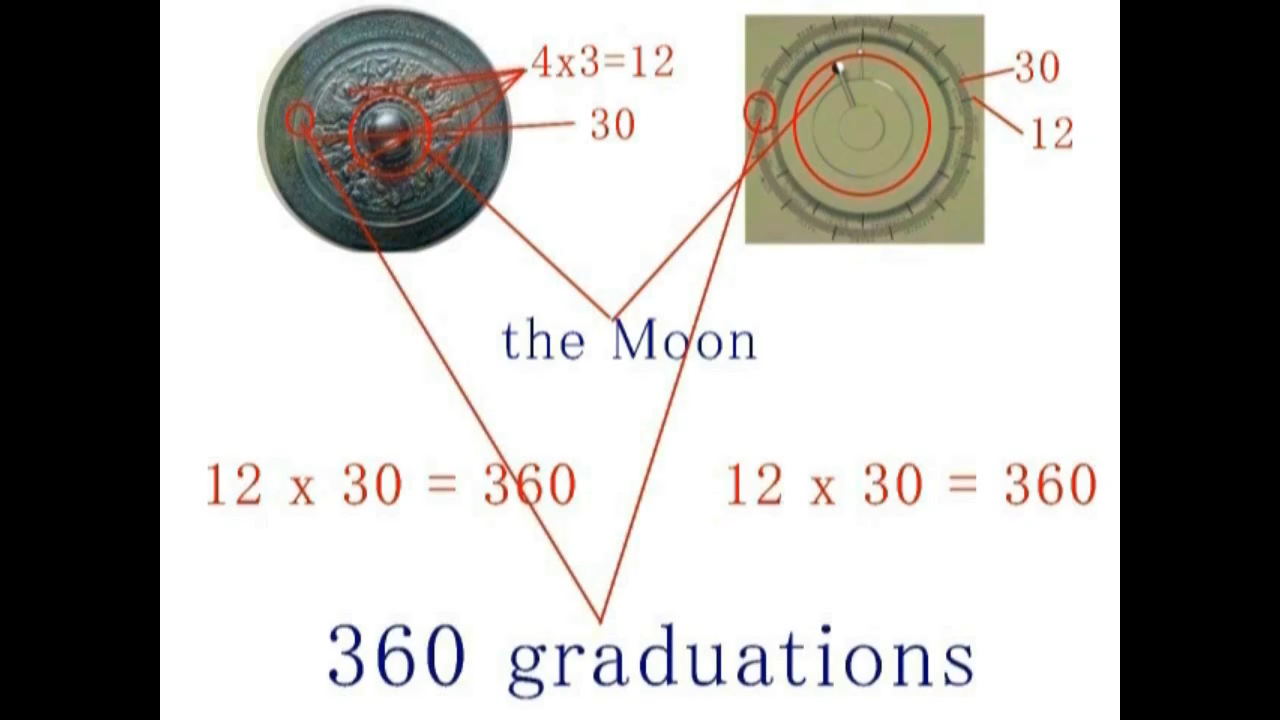 4x3=12
30
30
12
the Moon
12 x 30 = 360
12 x 30 = 360
360 graduations